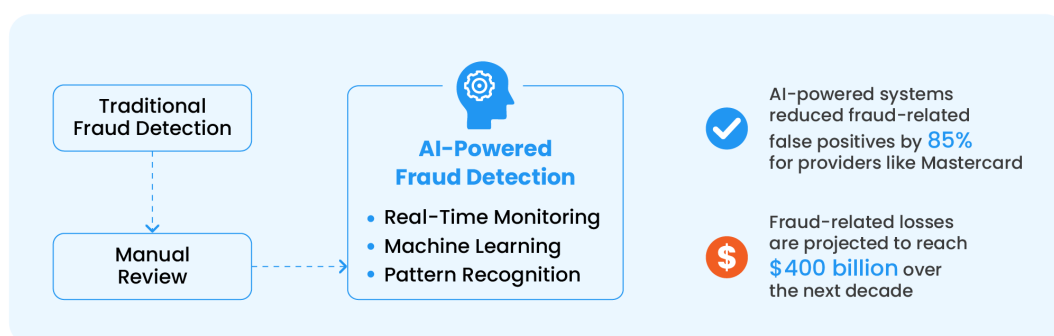 Traditional
Fraud Detection
Manual
Review
AI-Powered
Fraud Detection
• Real-Time Monitoring
• Machine Learning
• Pattern Recognition
AI-powered systems
reduced fraud-related
false positives by 85%
for providers like Mastercard
$
Fraud-related losses
are projected to reach
$400 billion over
the next decade